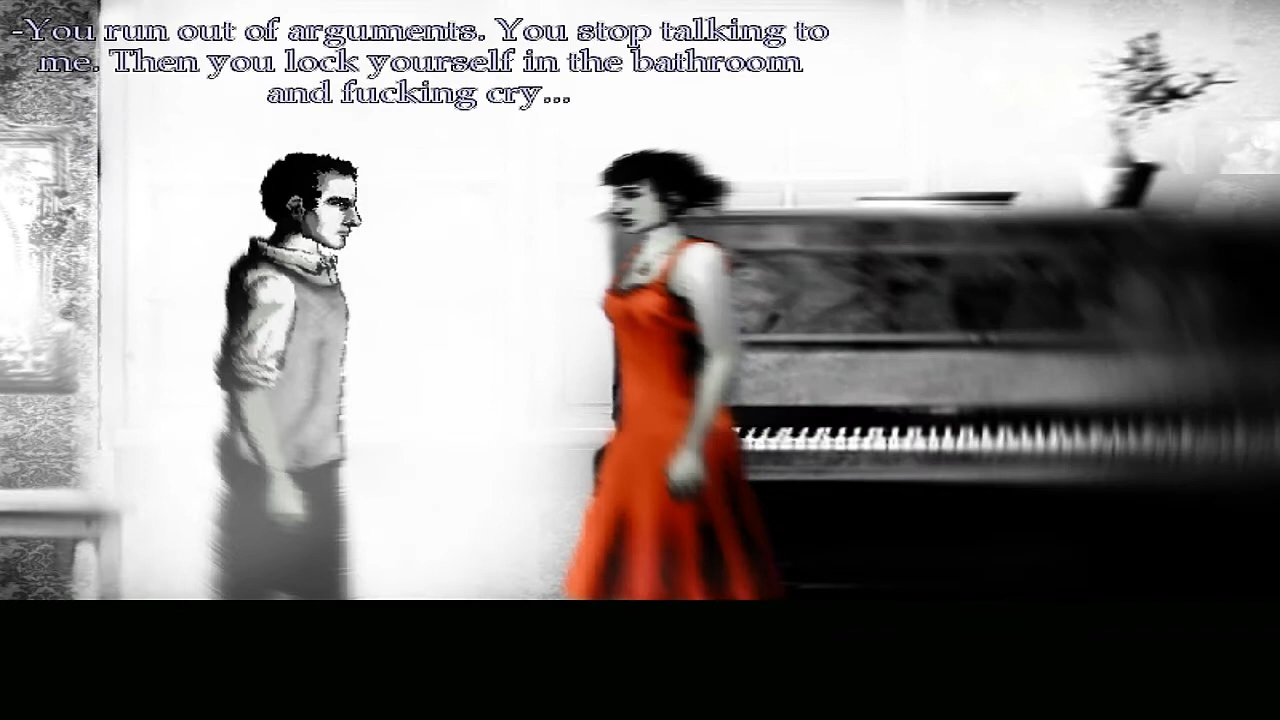 -You run out of arguments. You stop talking to
me. Then you lock yourself in the bathroom
and fucking cry...